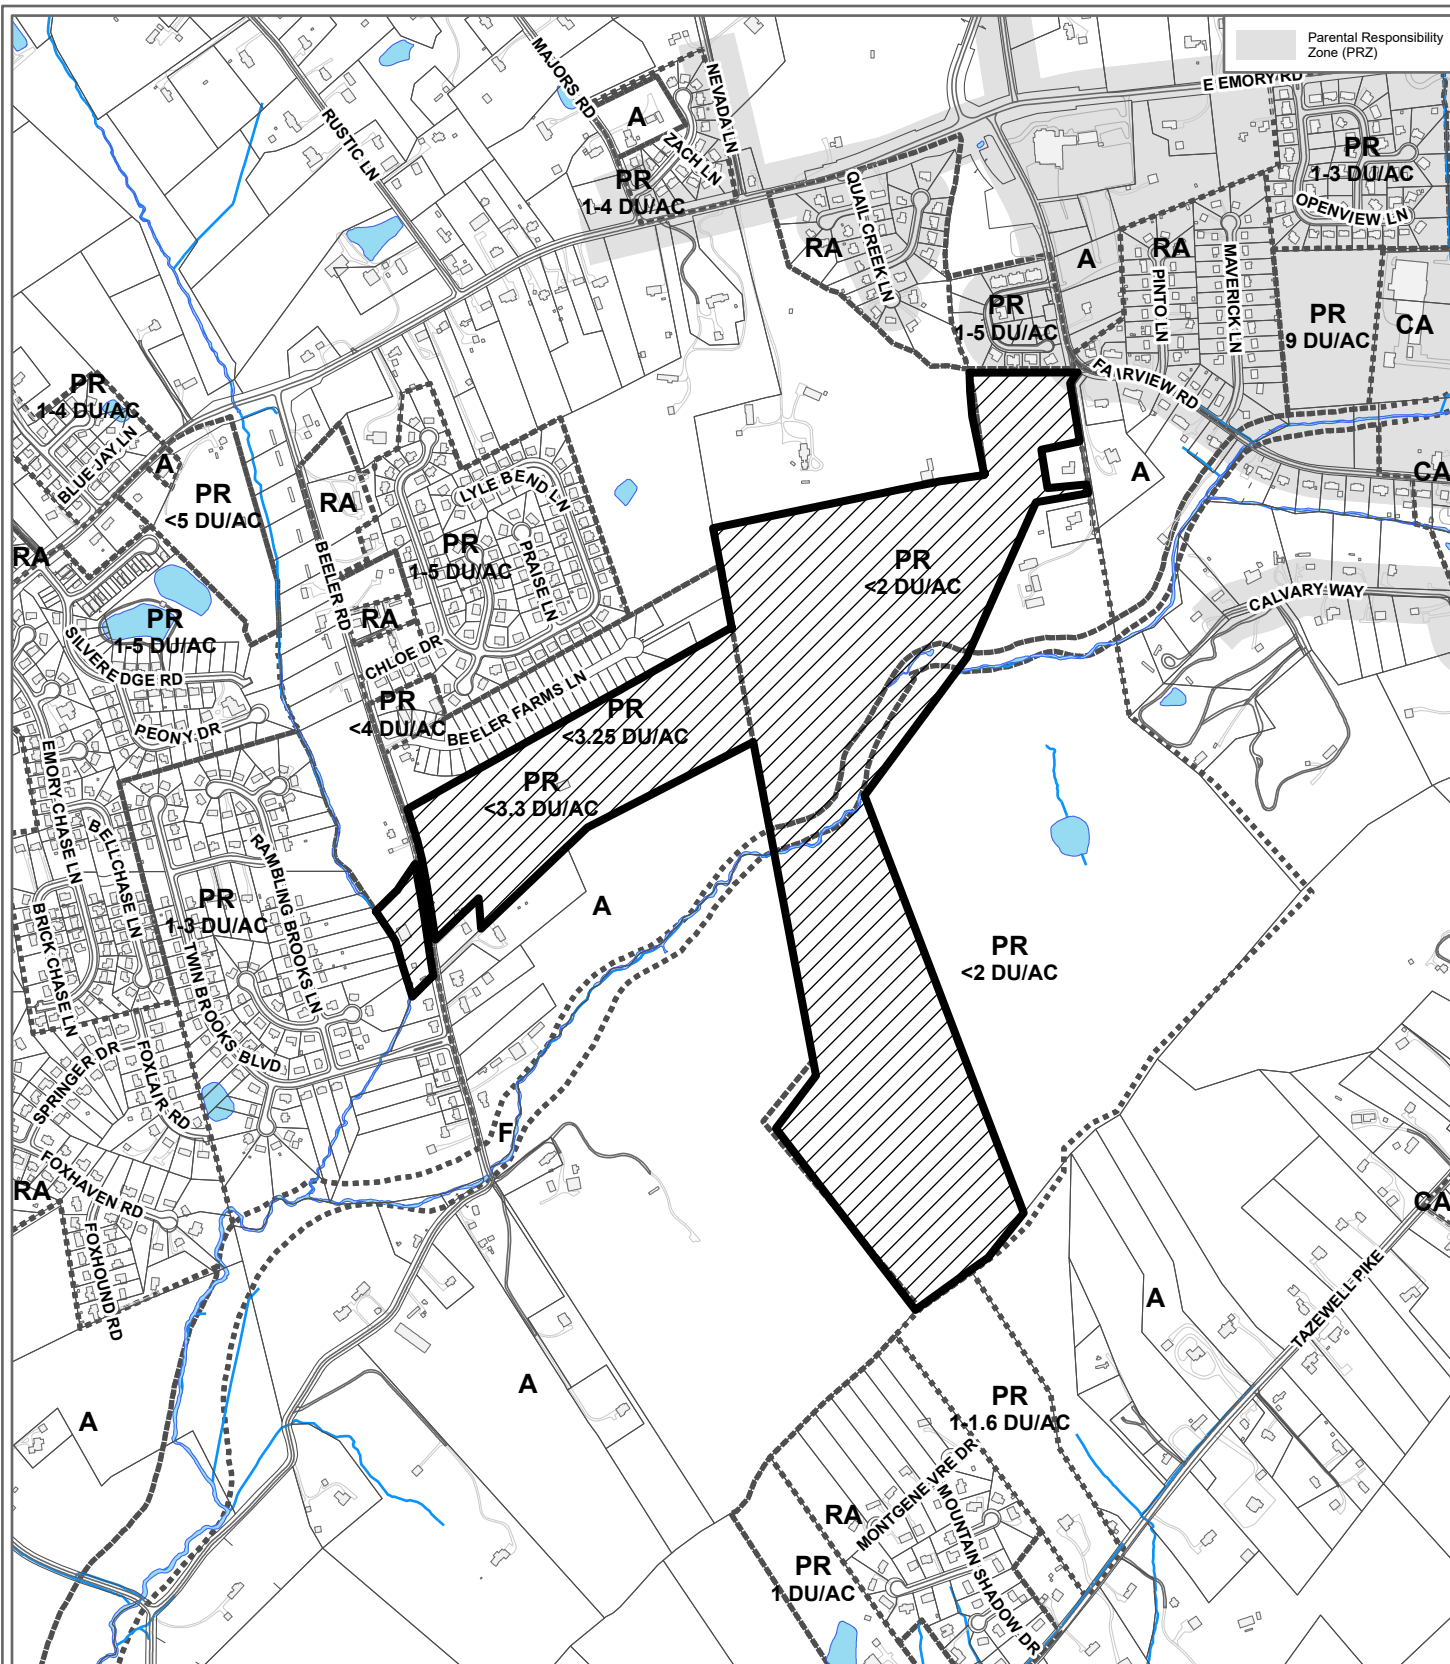 Parental Responsibility
Zone (PRZ)
MAJORS RD
NEVADA LN
E EMORY RD
A
ZACH LN
RUSTIC LN
PR
1-4 DU/AC
PR
1-3 DU/AC
OPENVIEW LN
QUAIL CREEK LN
RA
A
RA
PINTO LN
MAVERICK LN
PR
1-5 DU/AC
PR
9 DU/AC
CA
FAIRVIEW RD
PR
1-4 DU/AC
BLUE JAY LN
A
PR
<5 DU/AC
RA
LYLE BEND LN
PR
1-5 DU/AC
PRAISE LN
BEELER RD
A
CA
RA
PR
<2 DU/AC
CALVARY WAY
PR
1-5 DU/AC
SILVEREDGE RD
RA
CHLOE DR
PR
<4 DU/AC
BEELER FARMS LN
PR
<3.25 DU/AC
PEONY DR
EMORY CHASE LN
BELLCHASE LN
PR
<3.3 DU/AC
RAMBLING BROOKS LN
BRICK CHASE LN
PR
1-3 DU/AC
TWIN BROOKS BLVD
A
PR
<2 DU/AC
SPRINGER DR
FOXLAIR RD
F
FOXHAVEN RD
RA
FOXHOUND RD
CA
A
TAZEWELL PIKE
A
A
PR
1-1.6 DU/AC
MONTGENEVRE DR
RA
MOUNTAIN SHADOW DR
PR
1 DU/AC